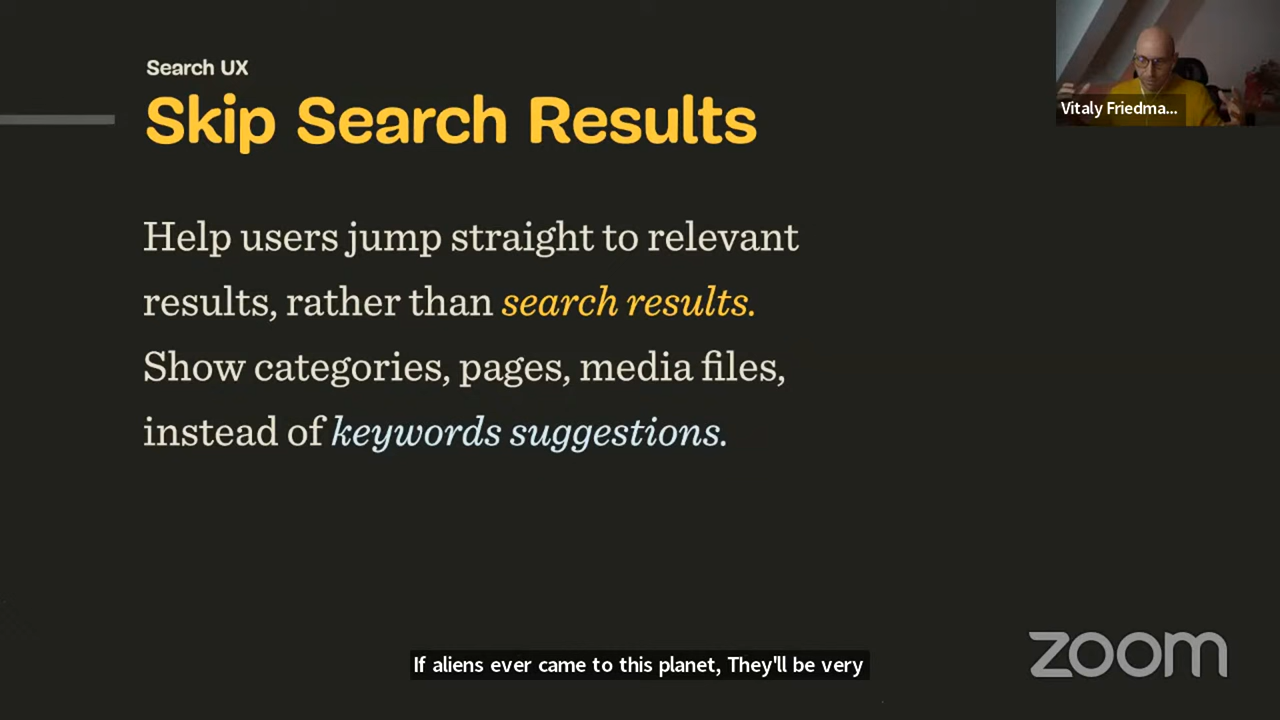 Search UX
Skip Search Results
Vitaly Friedma...
Help users jump straight to relevant
results, rather than search results.
Show categories, pages, media files,
instead of keywords suggestions.
If aliens ever came to this planet, They'll be very
zoom